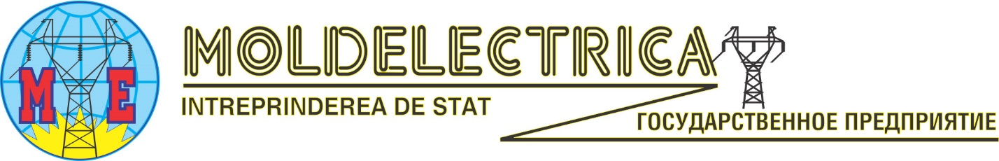 M E
MOLDELECTRICA
INTREPRINDEREA DE STAT
ГОСУДАРСТВЕННОЕ ПРЕДПРИЯТИЕ